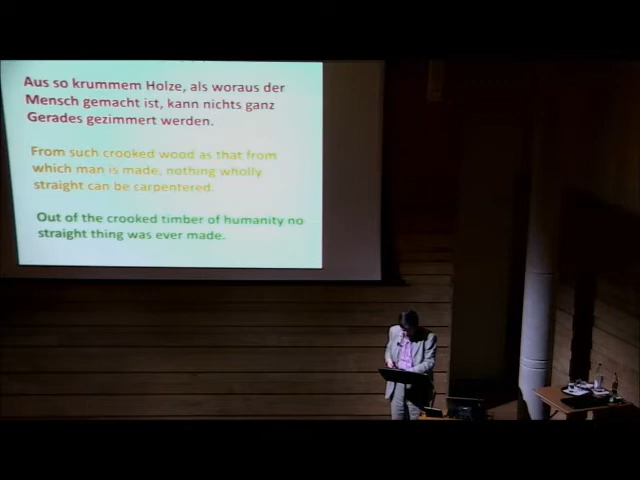 Aus so krummem Holze, als woraus der
Mensch gemacht ist, kann nichts ganz
Gerades gezimmert werden.
From such crooked wood as that from
which man is made, nothing wholly
straight can be carpentered.
Out of the crooked timber of humanity no
straight thing was ever made.